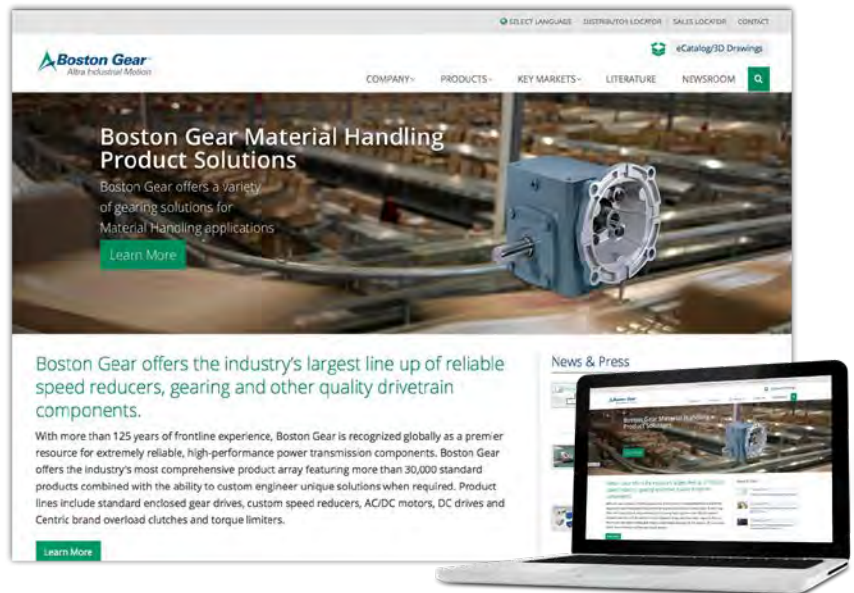 SELECT LANGUAGE DISTRIBUTOR LOCATOR SALES LOCATOR CONTACT
Boston Gear
Altra Industrial Motion
eCatalog/3D Drawings
COMPANY PRODUCTS KEY MARKETS LITERATURE NEWSROOM
Boston Gear Material Handling
Product Solutions
Boston Gear offers a variety
of gearing solutions for
Material Handling applications
Learn More
Boston Gear offers the industry's largest line up of reliable
speed reducers, gearing and other quality drivetrain
components.
With more than 125 years of frontline experience, Boston Gear is recognized globally as a premier
resource for extremely reliable, high-performance power transmission components. Boston Gear
offers the industry's most comprehensive product array featuring more than 30,000 standard
products combined with the ability to custom engineer unique solutions when required. Product
lines include standard enclosed gear drives, custom speed reducers, AC/DC motors, DC drives and
Centric brand overload clutches and torque limiters.
Learn More
News & Press
Boston Gear
Boston Gear Material Handling
Product Solutions